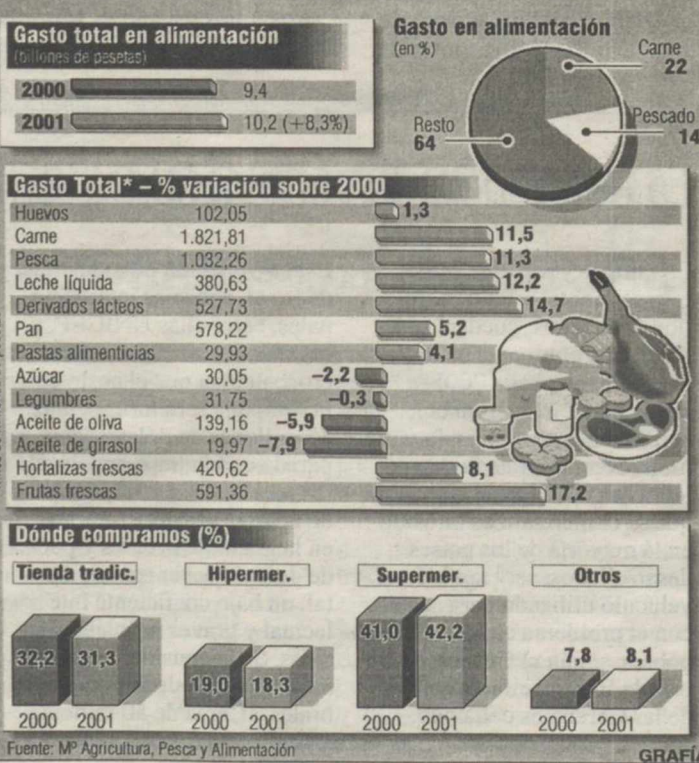 Gasto total en alimentación
(billones de pesetas)
2000 9,4
2001 10,2 (+8,3%)
Gasto en alimentación
(en %)
Carne
22
Pescado
14
Resto
64
Gasto Total* – % variación sobre 2000
Huevos 102,05 1,3
Carne 1.821,81 11,5
Pesca 1.032,26 11,3
Leche líquida 380,63 12,2
Derivados lácteos 527,73 14,7
Pan 578,22 5,2
Pastas alimenticias 29,93 4,1
Azúcar 30,05 –2,2
Legumbres 31,75 –0,3
Aceite de oliva 139,16 –5,9
Aceite de girasol 19,97 –7,9
Hortalizas frescas 420,62 8,1
Frutas frescas 591,36 17,2
Dónde compramos (%)
Tienda tradic. Hipermer. Supermer. Otros
32,2 31,3 19,0 18,3 41,0 42,2 7,8 8,1
2000 2001 2000 2001 2000 2001 2000 2001
Fuente: Mº Agricultura, Pesca y Alimentación
GRAFÍA